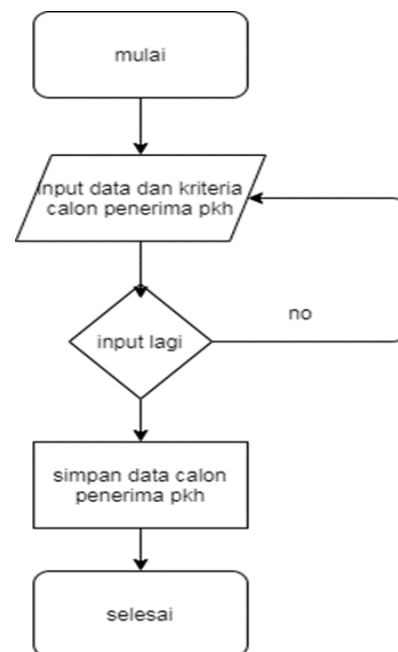 mulai
input data dan kriteria
calon penerima pkh
no
input lagi
simpan data calon
penerima pkh
selesai